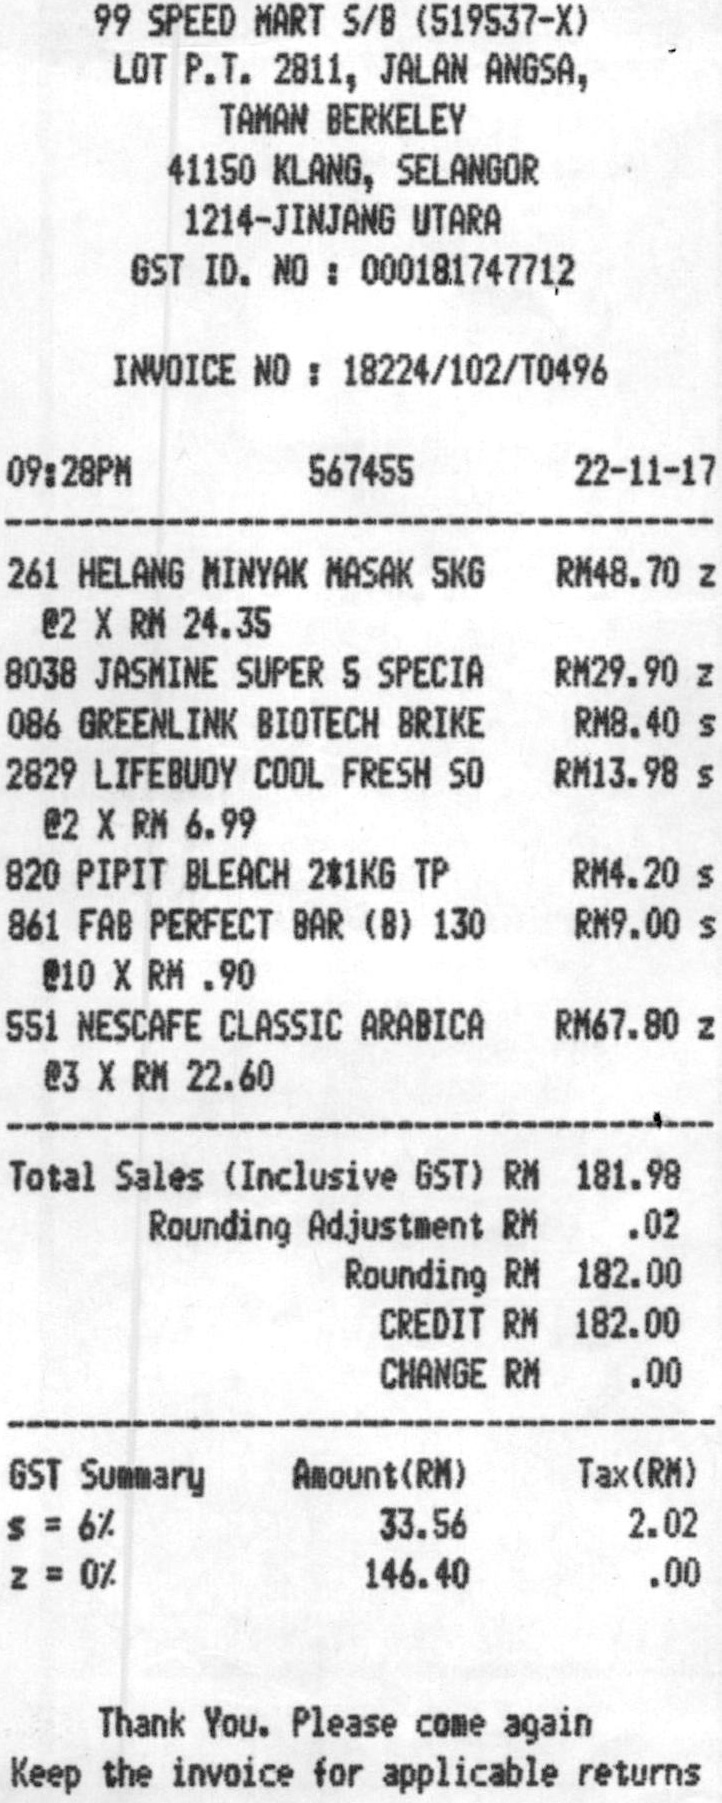 99 SPEED MART S/B (519537-X)
LOT P.T. 2811, JALAN ANGSA,
TAMAN BERKELEY
41150 KLANG, SELANGOR
1214-JINJANG UTARA
GST ID. NO : 000181747712
INVOICE NO : 18224/102/T0496
09:28PM 567455 22-11-17
261 HELANG MINYAK MASAK 5KG RM48.70 z
@2 X RM 24.35
8038 JASMINE SUPER 5 SPECIA RM29.90 z
086 GREENLINK BIOTECH BRIKE RM8.40 s
2829 LIFEBUOY COOL FRESH SO RM13.98 s
@2 X RM 6.99
820 PIPIT BLEACH 2*1KG TP RM4.20 s
861 FAB PERFECT BAR (B) 130 RM9.00 s
@10 X RM .90
551 NESCAFE CLASSIC ARABICA RM67.80 z
@3 X RM 22.60
Total Sales (Inclusive GST) RM 181.98
Rounding Adjustment RM .02
Rounding RM 182.00
CREDIT RM 182.00
CHANGE RM .00
GST Summary Amount(RM) Tax(RM)
s = 6% 33.56 2.02
z = 0% 146.40 .00
Thank You. Please come again
Keep the invoice for applicable returns